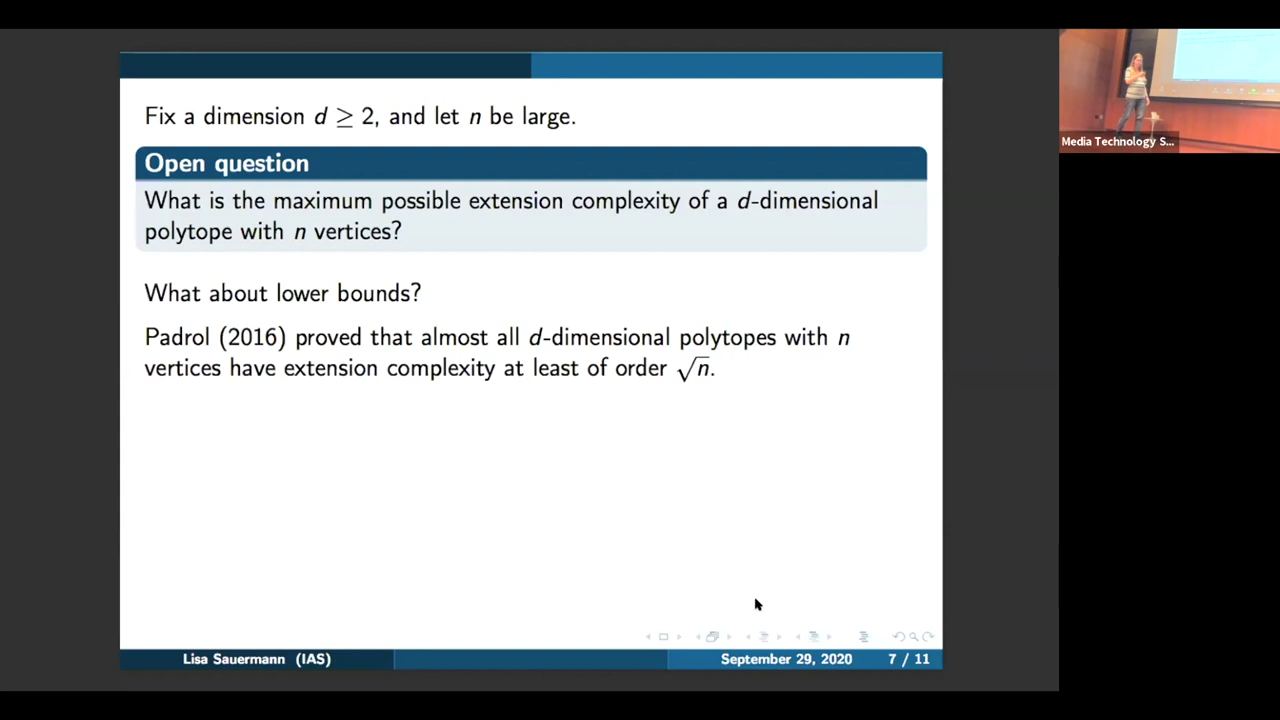 Fix a dimension d ≥ 2, and let n be large.
Open question
What is the maximum possible extension complexity of a d-dimensional
polytope with n vertices?
What about lower bounds?
Padrol (2016) proved that almost all d-dimensional polytopes with n
vertices have extension complexity at least of order √n.
Lisa Sauermann (IAS)
September 29, 2020
7 / 11
Media Technology S...